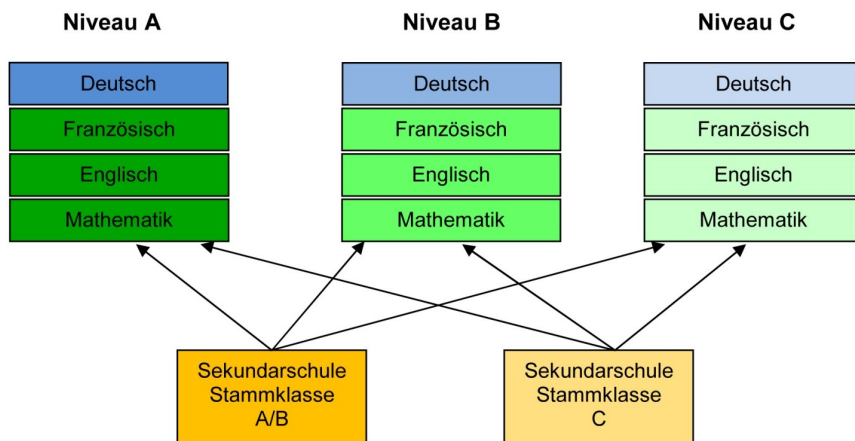 Niveau A
Niveau B
Niveau C
Deutsch
Deutsch
Deutsch
Französisch
Französisch
Französisch
Englisch
Englisch
Englisch
Mathematik
Mathematik
Mathematik
Sekundarschule
Stammklasse
A/B
Sekundarschule
Stammklasse
C